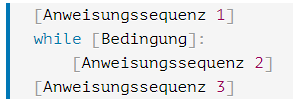 [Anweisungssequenz 1]
while [Bedingung]:
    [Anweisungssequenz 2]
[Anweisungssequenz 3]